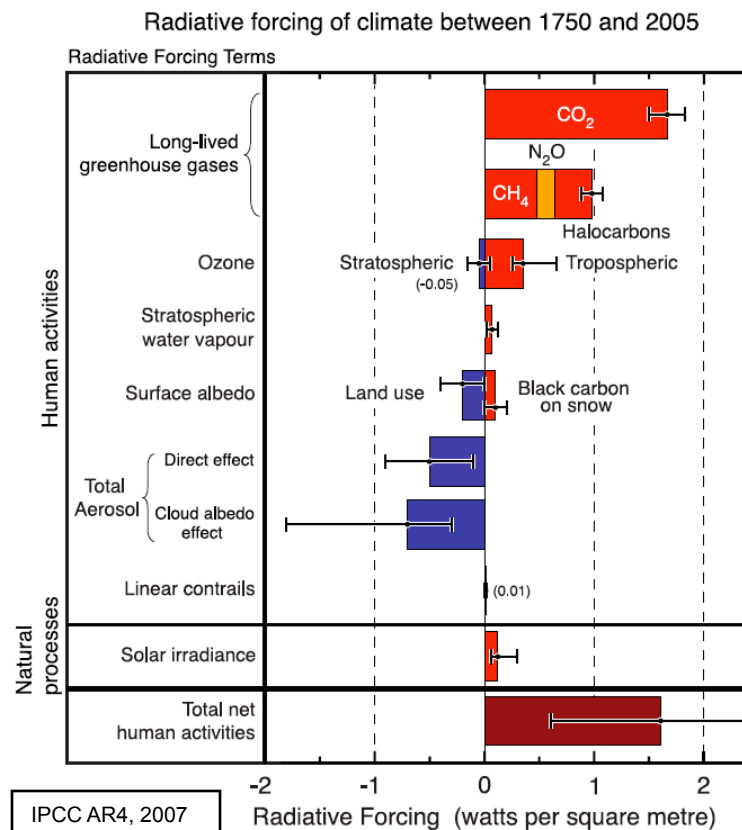 Radiative forcing of climate between 1750 and 2005
Radiative Forcing Terms
Human activities
Long-lived
greenhouse gases
CO₂
N₂O
CH₄
Halocarbons
Ozone
Stratospheric
(-0.05)
Tropospheric
Stratospheric
water vapour
Surface albedo
Land use
Black carbon
on snow
Total
Aerosol
Direct effect
Cloud albedo
effect
Linear contrails
(0.01)
Natural
processes
Solar irradiance
Total net
human activities
-2 -1 0 1 2
Radiative Forcing (watts per square metre)
IPCC AR4, 2007